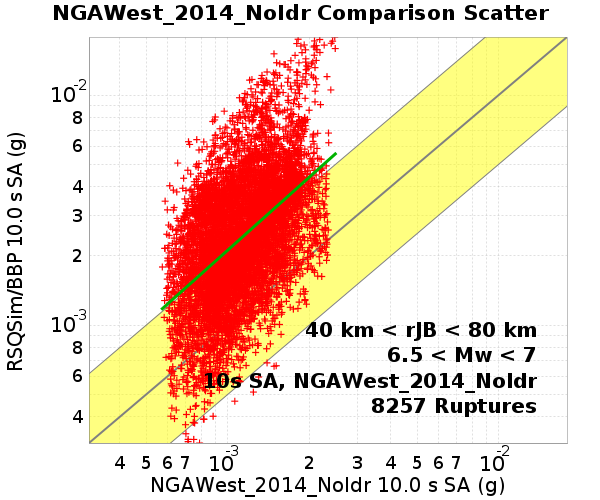 NGAWest_2014_NoIdr Comparison Scatter
RSQSim/BBP 10.0 s SA (g)
10-2
8
6
4
3
2
10-3
8
6
4
40 km < rJB < 80 km
6.5 < Mw < 7
10s SA, NGAWest_2014_NoIdr
8257 Ruptures
4 5 6 7 10-3 2 3 4 5 6 7 10-2
NGAWest_2014_NoIdr 10.0 s SA (g)